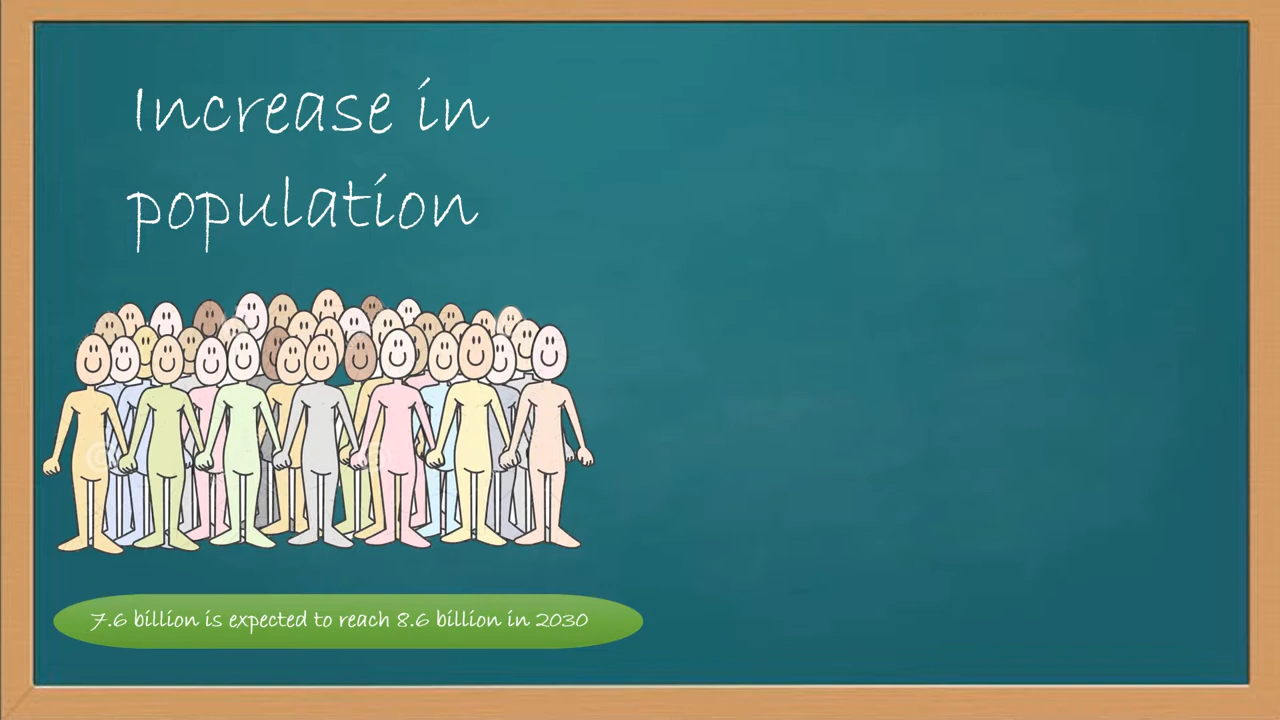 Increase in
population
7.6 billion is expected to reach 8.6 billion in 2030